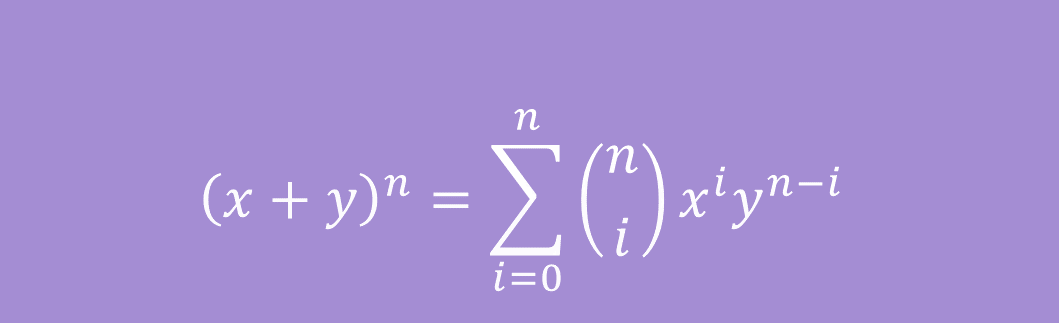 (x + y)^n = \sum_{i=0}^{n} \binom{n}{i} x^i y^{n-i}